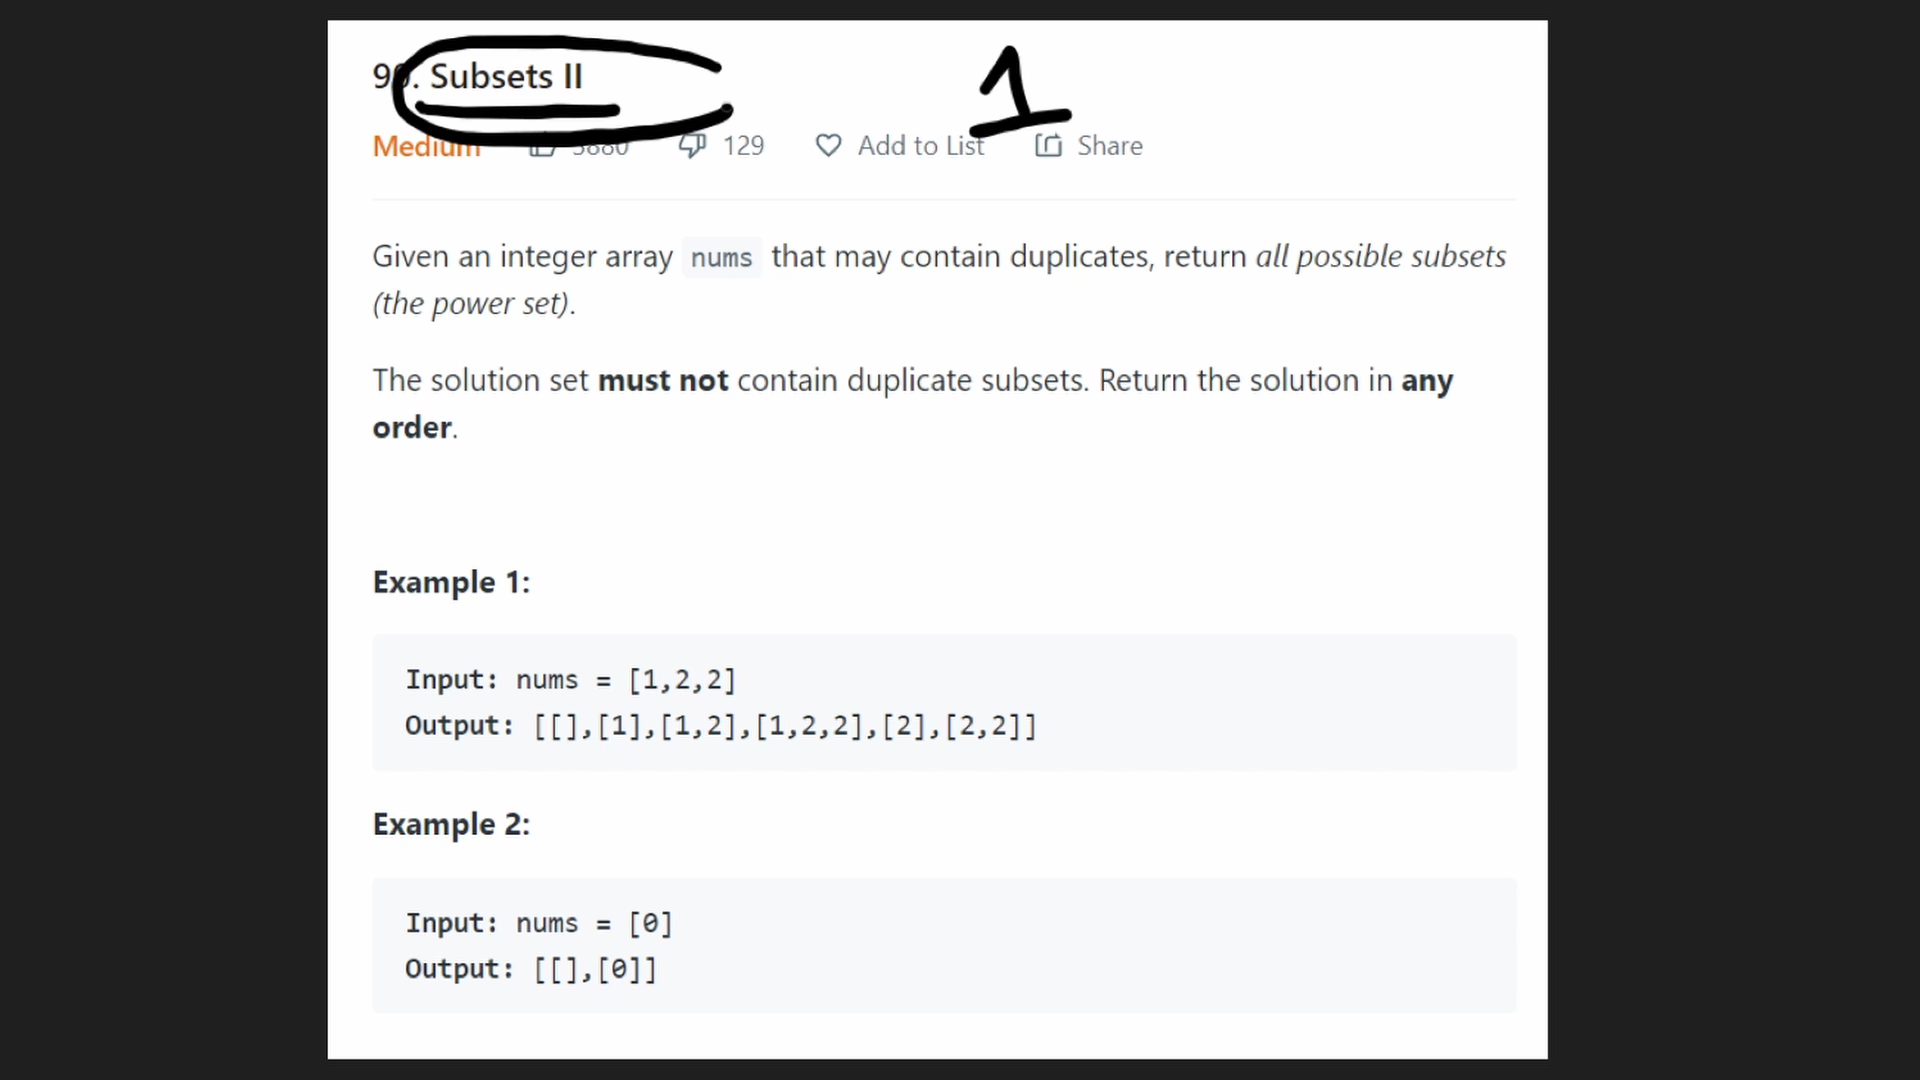 90. Subsets II
1
Medium 3880 129 Add to List Share
Given an integer array nums that may contain duplicates, return all possible subsets
(the power set).
The solution set must not contain duplicate subsets. Return the solution in any
order.
Example 1:
Input: nums = [1,2,2]
Output: [[],[1],[1,2],[1,2,2],[2],[2,2]]
Example 2:
Input: nums = [0]
Output: [[],[0]]